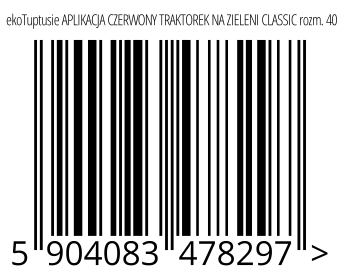 ekoTuptusie APLIKACJA CZERWONY TRAKTOREK NA ZIELENI CLASSIC rozm. 40
5 904083 478297 >